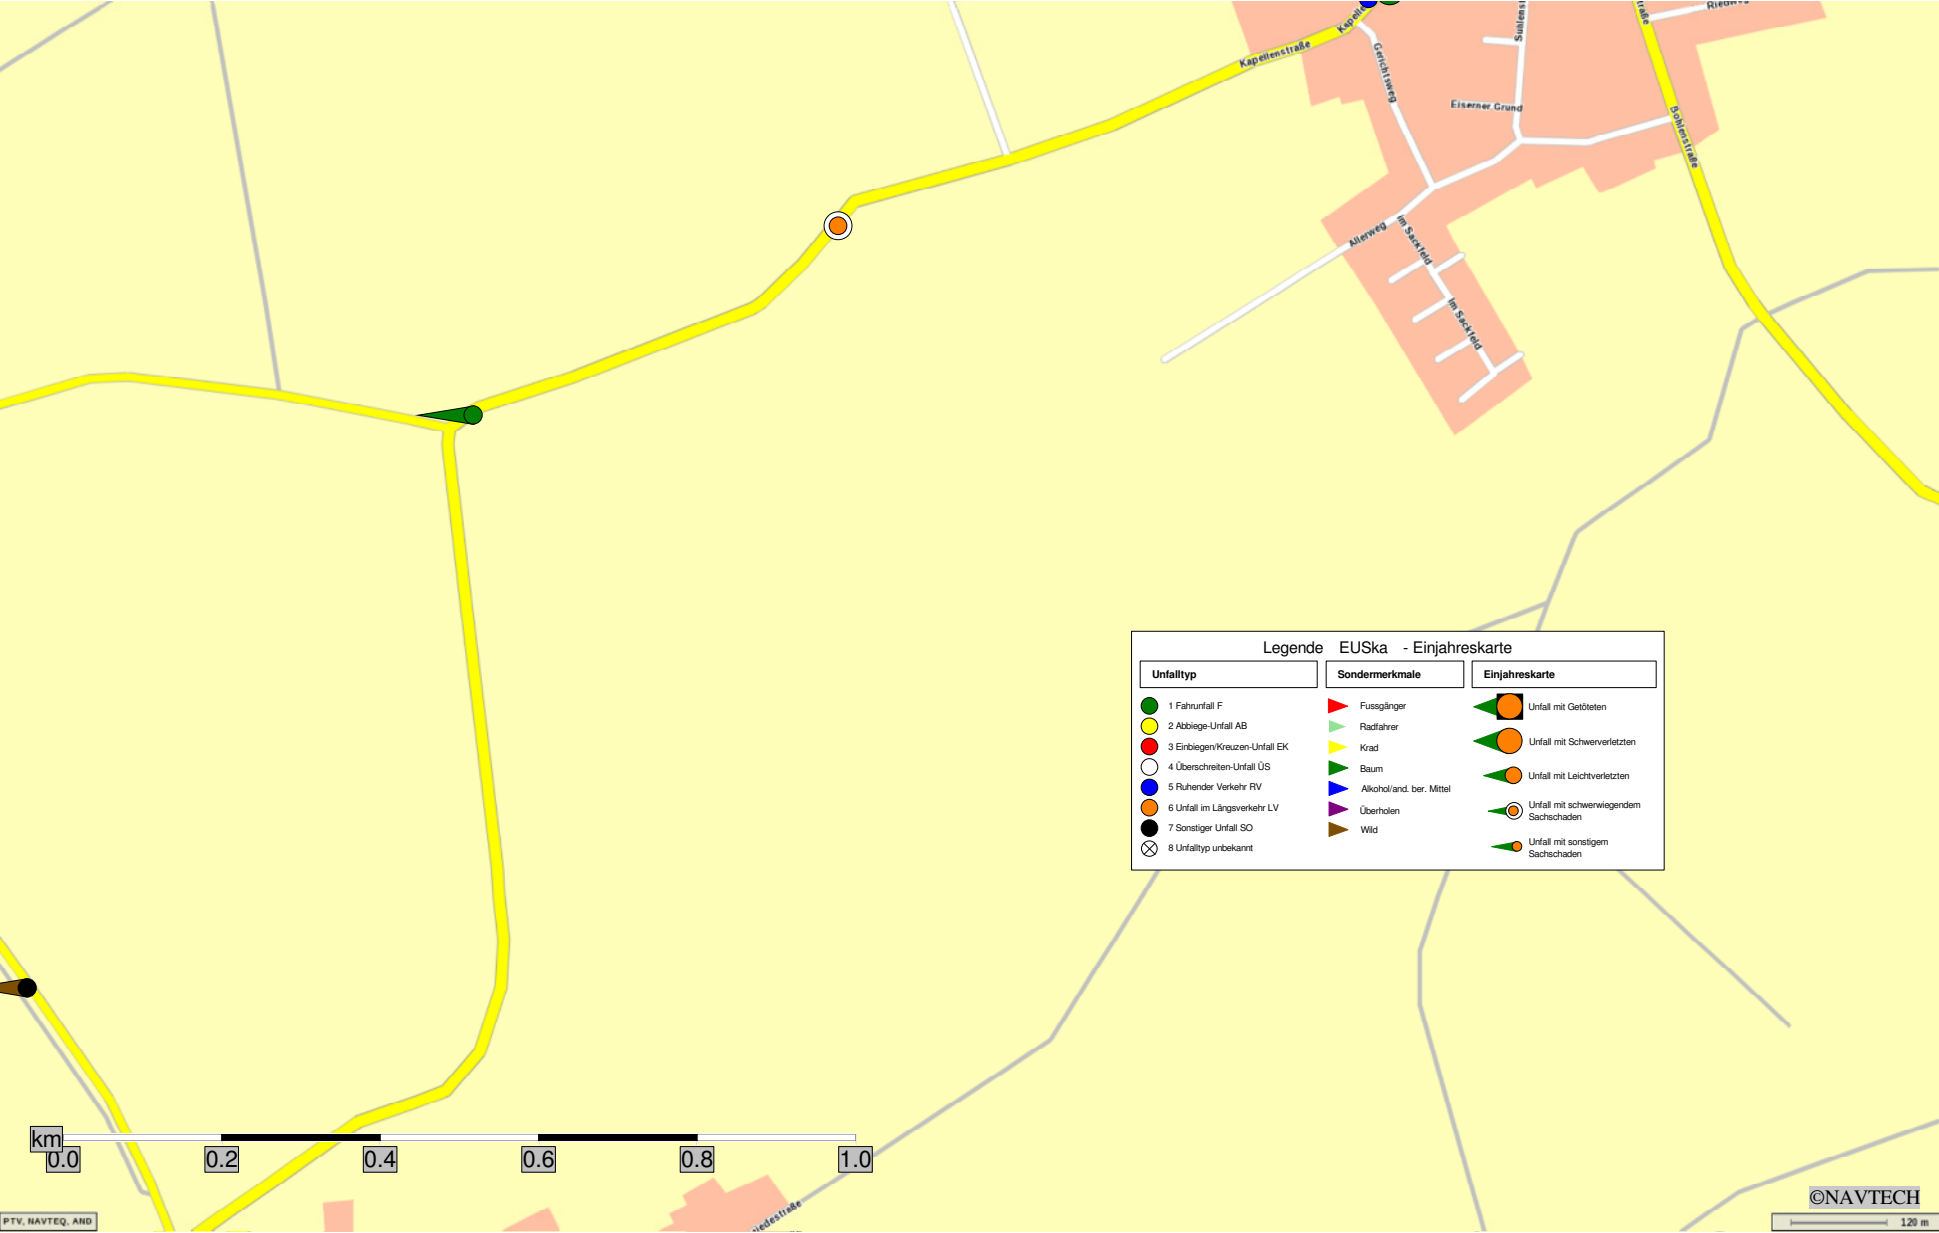 Riedweg
Kapellenstraße
Gerichtsweg
Eiserner Grund
Bohlenstraße
Allerweg
Im Sackfeld
Im Sackfeld
Legende EUSka - Einjahreskarte
Unfalltyp
Sondermerkmale
Einjahreskarte
1 Fahrunfall F
2 Abbiege-Unfall AB
3 Einbiegen/Kreuzen-Unfall EK
4 Überschreiten-Unfall ÜS
5 Ruhender Verkehr RV
6 Unfall im Längsverkehr LV
7 Sonstiger Unfall SO
8 Unfalltyp unbekannt
Fussgänger
Radfahrer
Krad
Baum
Alkohol/and. ber. Mittel
Überholen
Wild
Unfall mit Getöteten
Unfall mit Schwerverletzten
Unfall mit Leichtverletzten
Unfall mit schwerwiegendem
Sachschaden
Unfall mit sonstigem
Sachschaden
km
0.0 0.2 0.4 0.6 0.8 1.0
©NAVTECH
PTV, NAVTEQ, AND
120 m